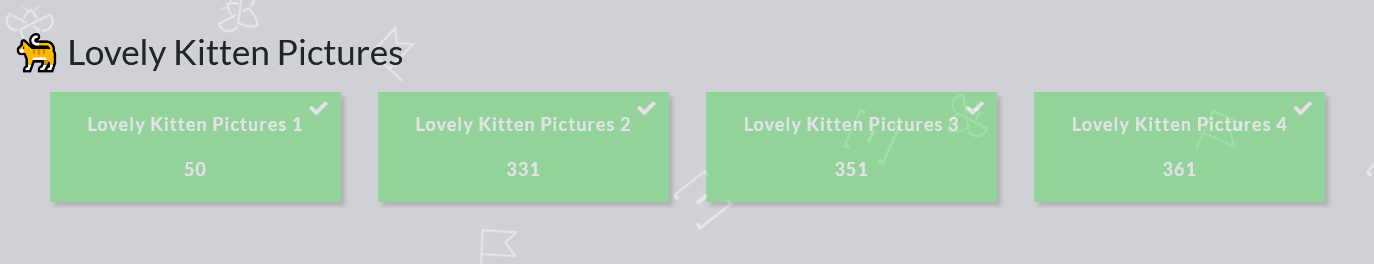 Lovely Kitten Pictures
Lovely Kitten Pictures 1
50
Lovely Kitten Pictures 2
331
Lovely Kitten Pictures 3
351
Lovely Kitten Pictures 4
361